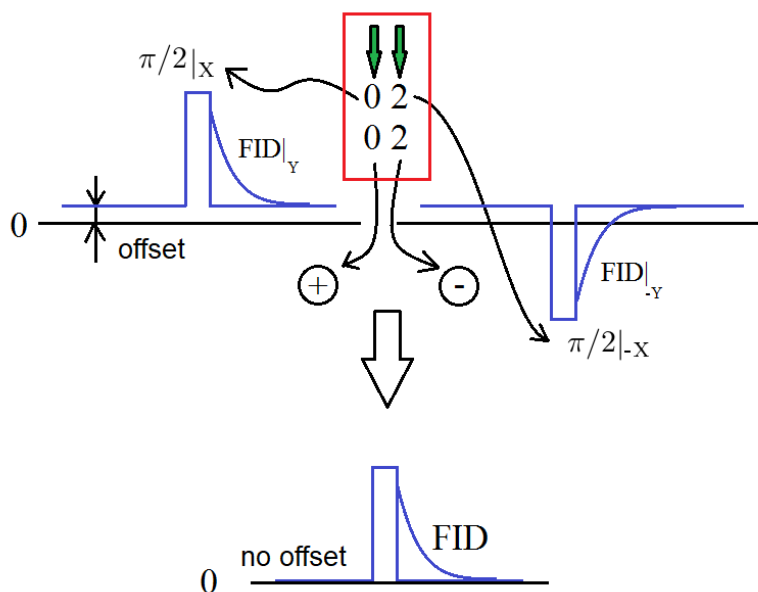 π/2|X
0 2
0 2
FID|Y
0
offset
+
-
FID|-Y
π/2|-X
FID
no offset
0